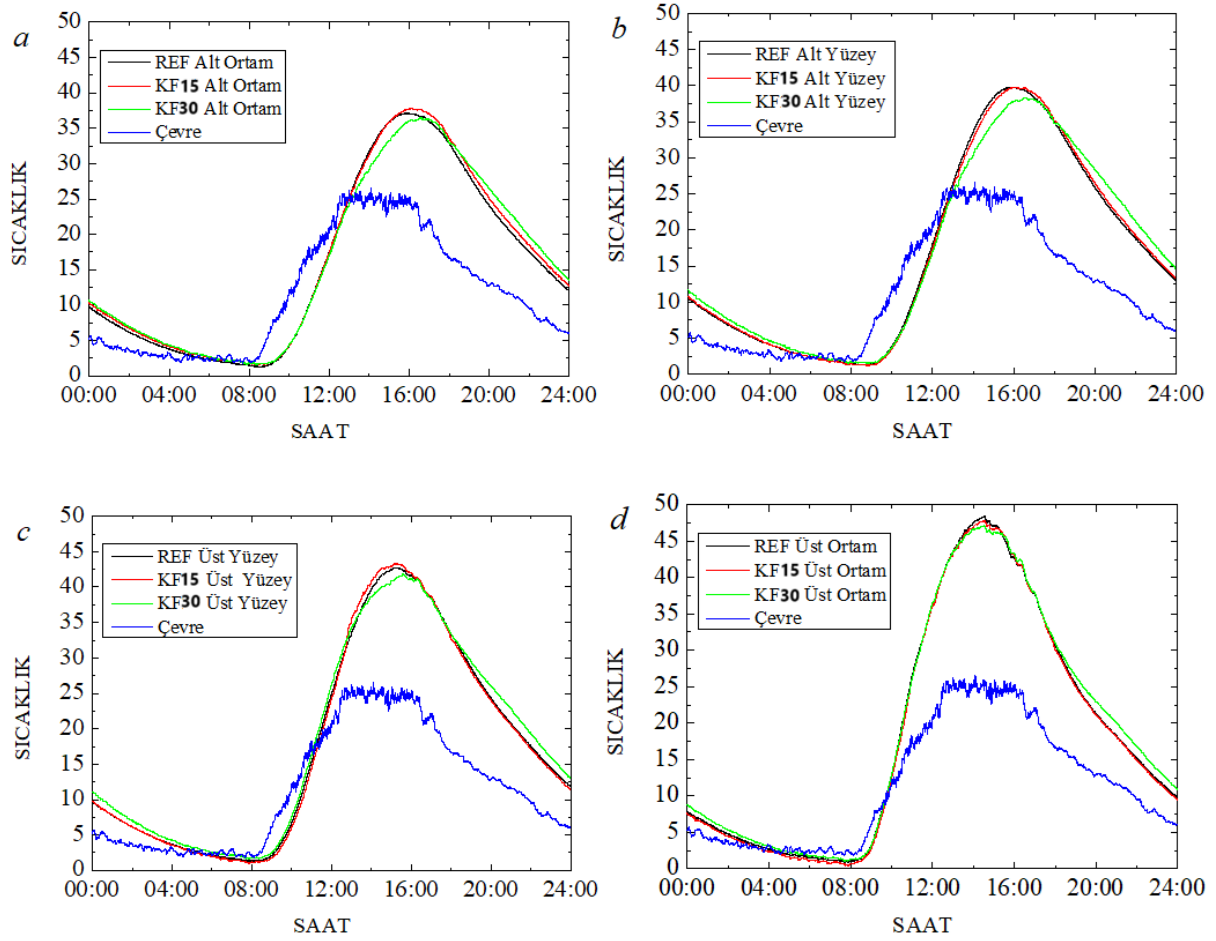 a
50
45
40
35
30
25
20
15
10
5
0
SICAKLIK
REF Alt Ortam
KF15 Alt Ortam
KF30 Alt Ortam
Çevre
00:00 04:00 08:00 12:00 16:00 20:00 24:00
SAAT
b
50
45
40
35
30
25
20
15
10
5
0
SICAKLIK
REF Alt Yüzey
KF15 Alt Yüzey
KF30 Alt Yüzey
Çevre
00:00 04:00 08:00 12:00 16:00 20:00 24:00
SAAT
c
50
45
40
35
30
25
20
15
10
5
0
SICAKLIK
REF Üst Yüzey
KF15 Üst Yüzey
KF30 Üst Yüzey
Çevre
00:00 04:00 08:00 12:00 16:00 20:00 24:00
SAAT
d
50
45
40
35
30
25
20
15
10
5
0
SICAKLIK
REF Üst Ortam
KF15 Üst Ortam
KF30 Üst Ortam
Çevre
00:00 04:00 08:00 12:00 16:00 20:00 24:00
SAAT